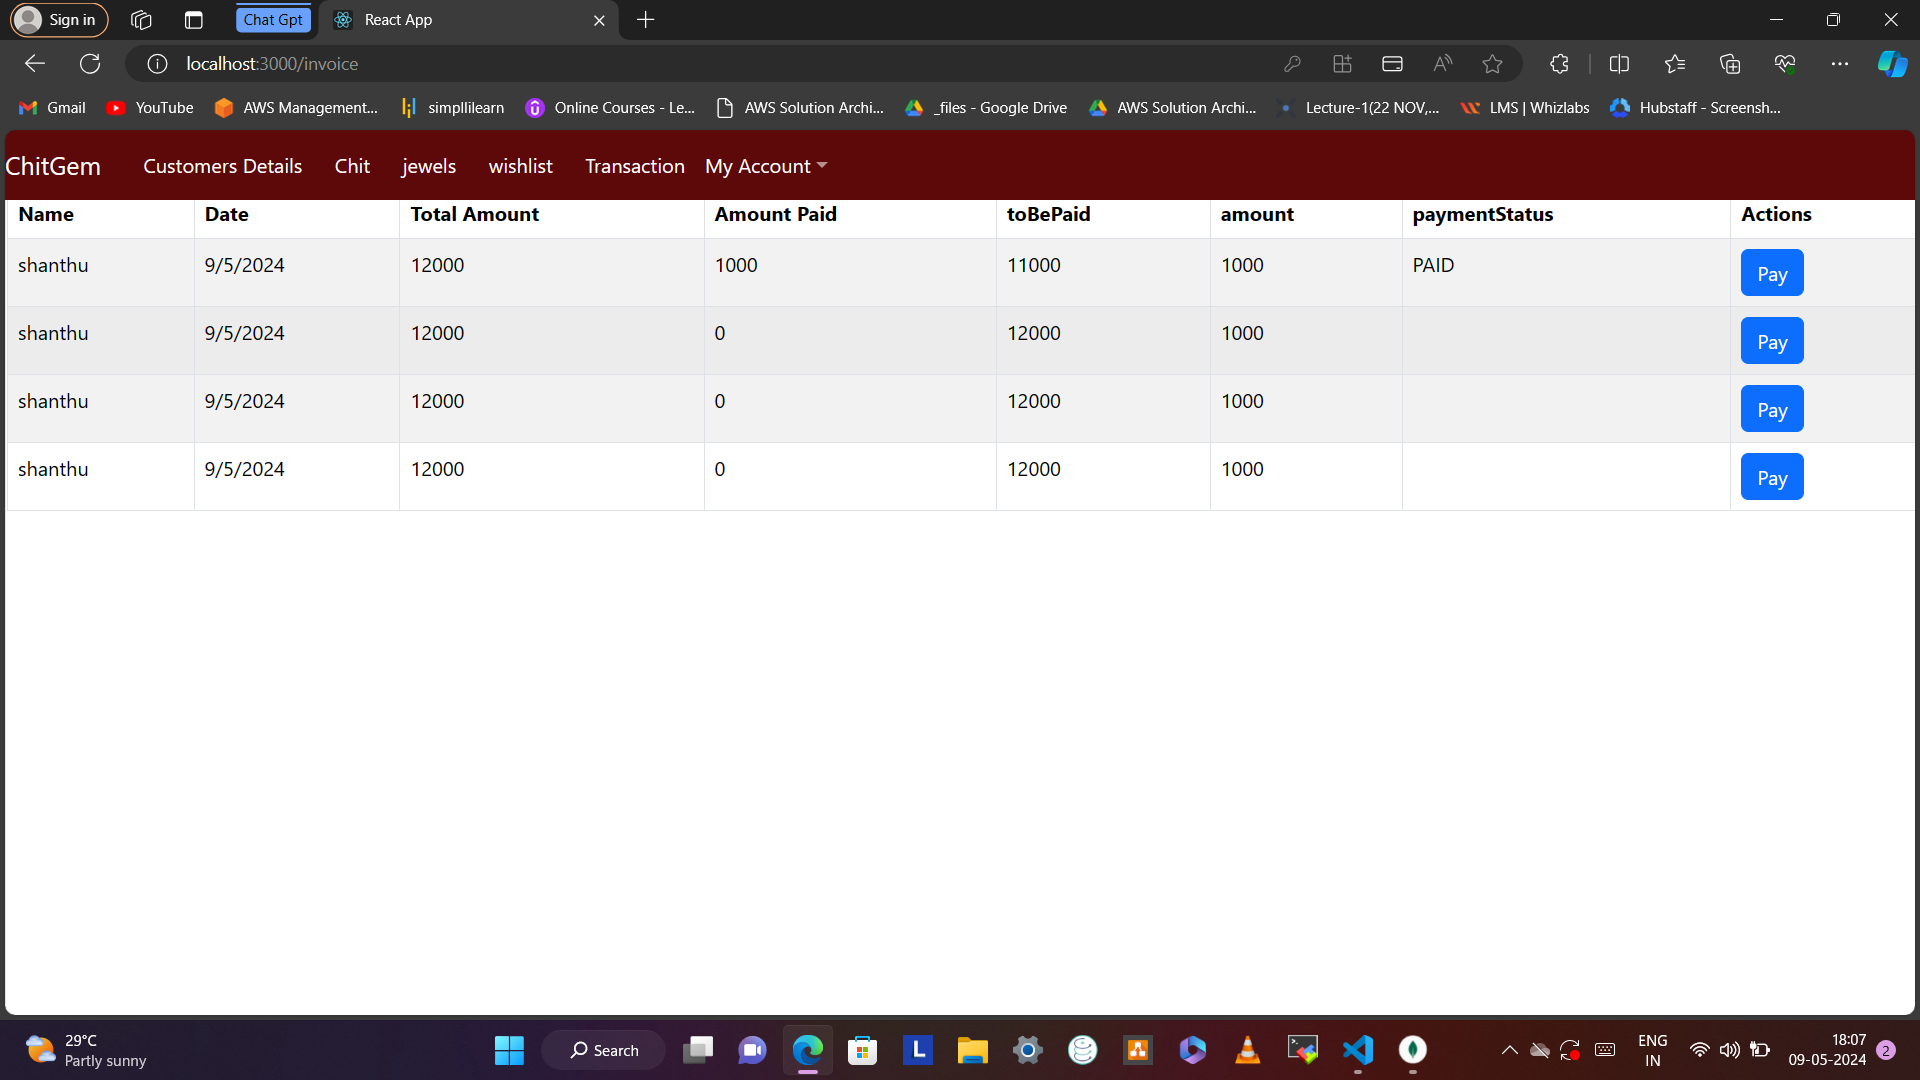 Sign in
Chat Gpt
React App
localhost:3000/invoice
Gmail
YouTube
AWS Management...
simpllilearn
Online Courses - Le...
AWS Solution Archi...
_files - Google Drive
AWS Solution Archi...
Lecture-1(22 NOV,...
LMS | Whizlabs
Hubstaff - Screensh...
ChitGem Customers Details Chit jewels wishlist Transaction My Account
Name Date Total Amount Amount Paid toBePaid amount paymentStatus Actions
shanthu 9/5/2024 12000 1000 11000 1000 PAID Pay
shanthu 9/5/2024 12000 0 12000 1000 Pay
shanthu 9/5/2024 12000 0 12000 1000 Pay
shanthu 9/5/2024 12000 0 12000 1000 Pay
29°C
Partly sunny
Search
L
ENG
IN
18:07
09-05-2024
2